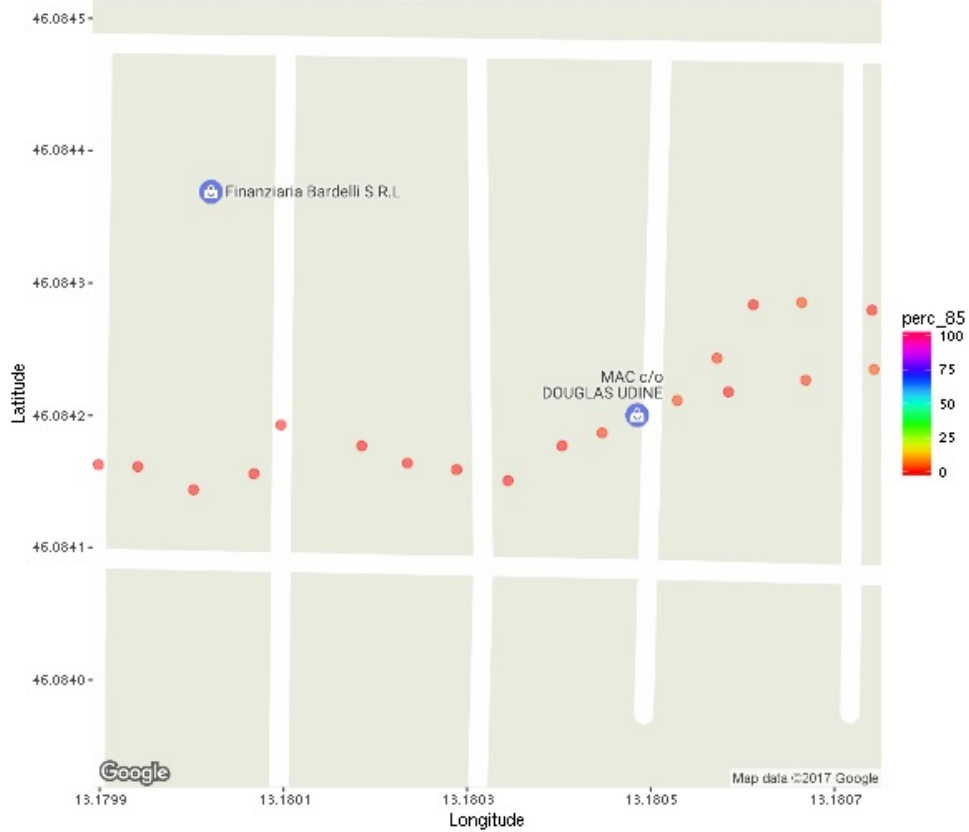 46.0845
46.0844
Finanziaria Bardelli S.R.L
46.0843
perc_85
100
75
50
25
0
MAC c/o
DOUGLAS UDINE
46.0842
Latitude
46.0841
46.0840
Google
Map data ©2017 Google
13.1799
13.1801
13.1803
13.1805
13.1807
Longitude